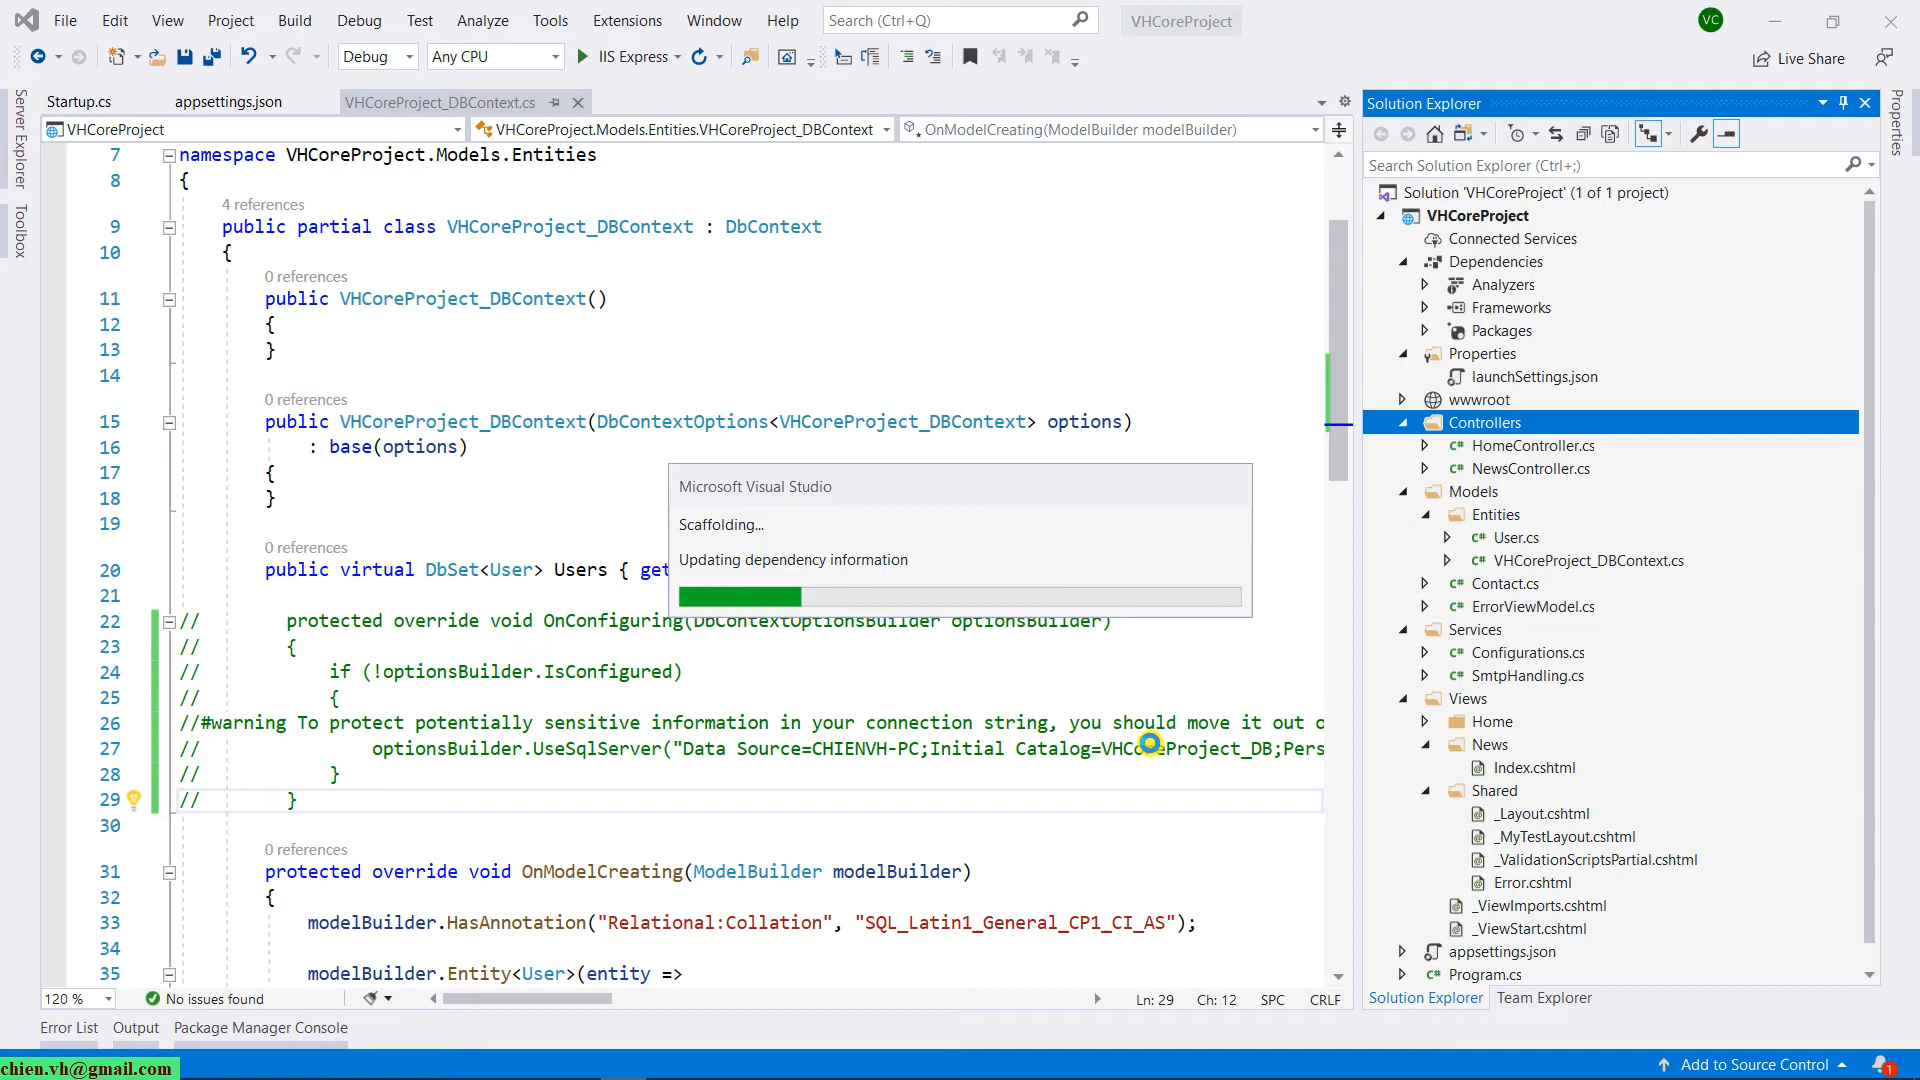 File Edit View Project Build Debug Test Analyze Tools Extensions Window Help Search (Ctrl+Q) VHCoreProject VC
Debug Any CPU IIS Express Live Share
Server Explorer
Toolbox
Startup.cs appsettings.json VHCoreProject_DBContext.cs
VHCoreProject VHCoreProject.Models.Entities.VHCoreProject_DBContext OnModelCreating(ModelBuilder modelBuilder)
7 namespace VHCoreProject.Models.Entities
8 {
4 references
9 public partial class VHCoreProject_DBContext : DbContext
10 {
0 references
11 public VHCoreProject_DBContext()
12 {
13 }
14
0 references
15 public VHCoreProject_DBContext(DbContextOptions<VHCoreProject_DBContext> options)
16 : base(options)
17 {
18 }
19
0 references
20 public virtual DbSet<User> Users { get
21
22 // protected override void OnConfiguring(DbContextOptionsBuilder optionsBuilder)
23 // {
24 // if (!optionsBuilder.IsConfigured)
25 // {
26 //#warning To protect potentially sensitive information in your connection string, you should move it out o
27 // optionsBuilder.UseSqlServer("Data Source=CHIENVH-PC;Initial Catalog=VHCoreProject_DB;Pers
28 // }
29 // }
30
0 references
31 protected override void OnModelCreating(ModelBuilder modelBuilder)
32 {
33 modelBuilder.HasAnnotation("Relational:Collation", "SQL_Latin1_General_CP1_CI_AS");
34
35 modelBuilder.Entity<User>(entity =>
Microsoft Visual Studio
Scaffolding...
Updating dependency information
120 % No issues found Ln: 29 Ch: 12 SPC CRLF
Error List Output Package Manager Console
Solution Explorer
Search Solution Explorer (Ctrl+;)
Solution 'VHCoreProject' (1 of 1 project)
VHCoreProject
Connected Services
Dependencies
Analyzers
Frameworks
Packages
Properties
launchSettings.json
wwwroot
Controllers
HomeController.cs
NewsController.cs
Models
Entities
User.cs
VHCoreProject_DBContext.cs
Contact.cs
ErrorViewModel.cs
Services
Configurations.cs
SmtpHandling.cs
Views
Home
News
Index.cshtml
Shared
_Layout.cshtml
_MyTestLayout.cshtml
_ValidationScriptsPartial.cshtml
Error.cshtml
_ViewImports.cshtml
_ViewStart.cshtml
appsettings.json
Program.cs
Solution Explorer Team Explorer
Properties
chien.vh@gmail.com
Add to Source Control 1